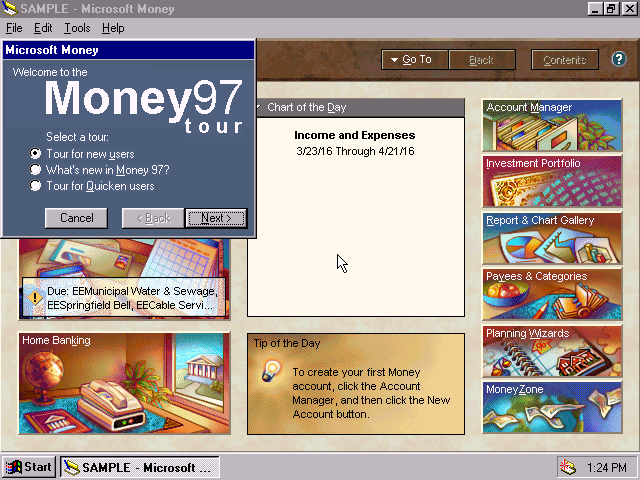 SAMPLE - Microsoft Money
File Edit Tools Help
Microsoft Money
Welcome to the
Money97
tour
Select a tour:
Tour for new users
What's new in Money 97?
Tour for Quicken users
Cancel
< Back
Next >
Go To
Back
Contents
?
Chart of the Day
Income and Expenses
3/23/16 Through 4/21/16
Account Manager
Investment Portfolio
Report & Chart Gallery
Payees & Categories
Planning Wizards
MoneyZone
Due: EEMunicipal Water & Sewage,
EESpringfield Bell, EECable Servi...
Home Banking
Tip of the Day
To create your first Money
account, click the Account
Manager, and then click the New
Account button.
Start
SAMPLE - Microsoft ...
1:24 PM